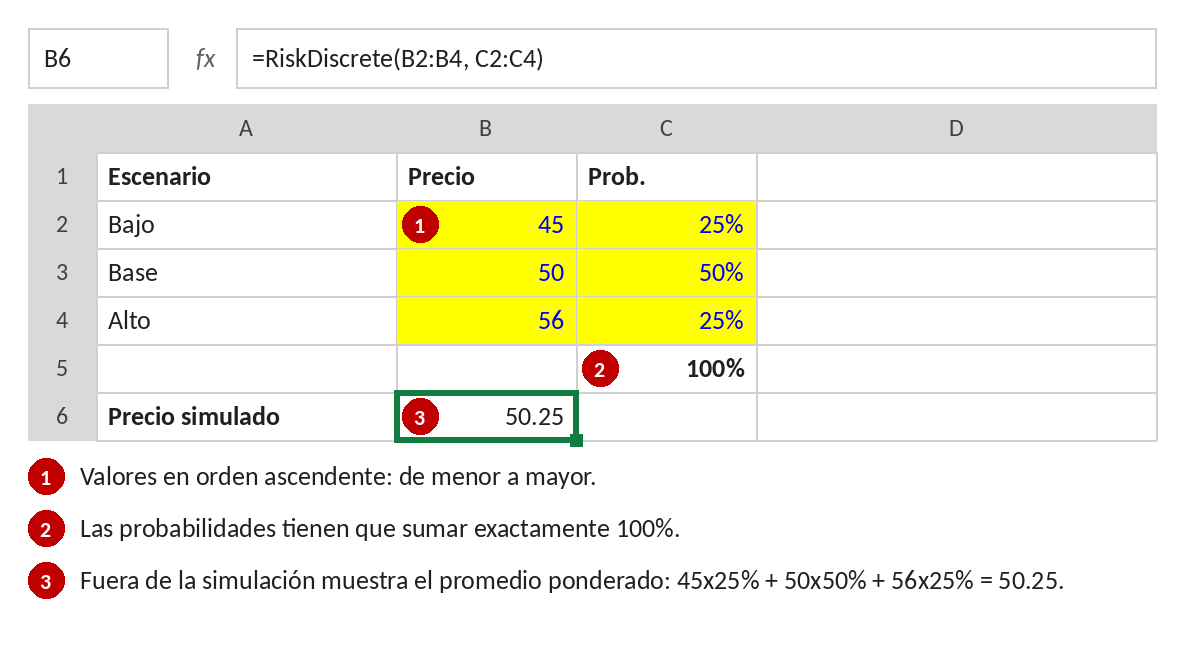 B6 fx =RiskDiscrete(B2:B4, C2:C4)
A B C D
1 Escenario Precio Prob.
2 Bajo 1 45 25%
3 Base 50 50%
4 Alto 56 25%
5 2 100%
6 Precio simulado 3 50.25
1 Valores en orden ascendente: de menor a mayor.
2 Las probabilidades tienen que sumar exactamente 100%.
3 Fuera de la simulación muestra el promedio ponderado: 45x25% + 50x50% + 56x25% = 50.25.